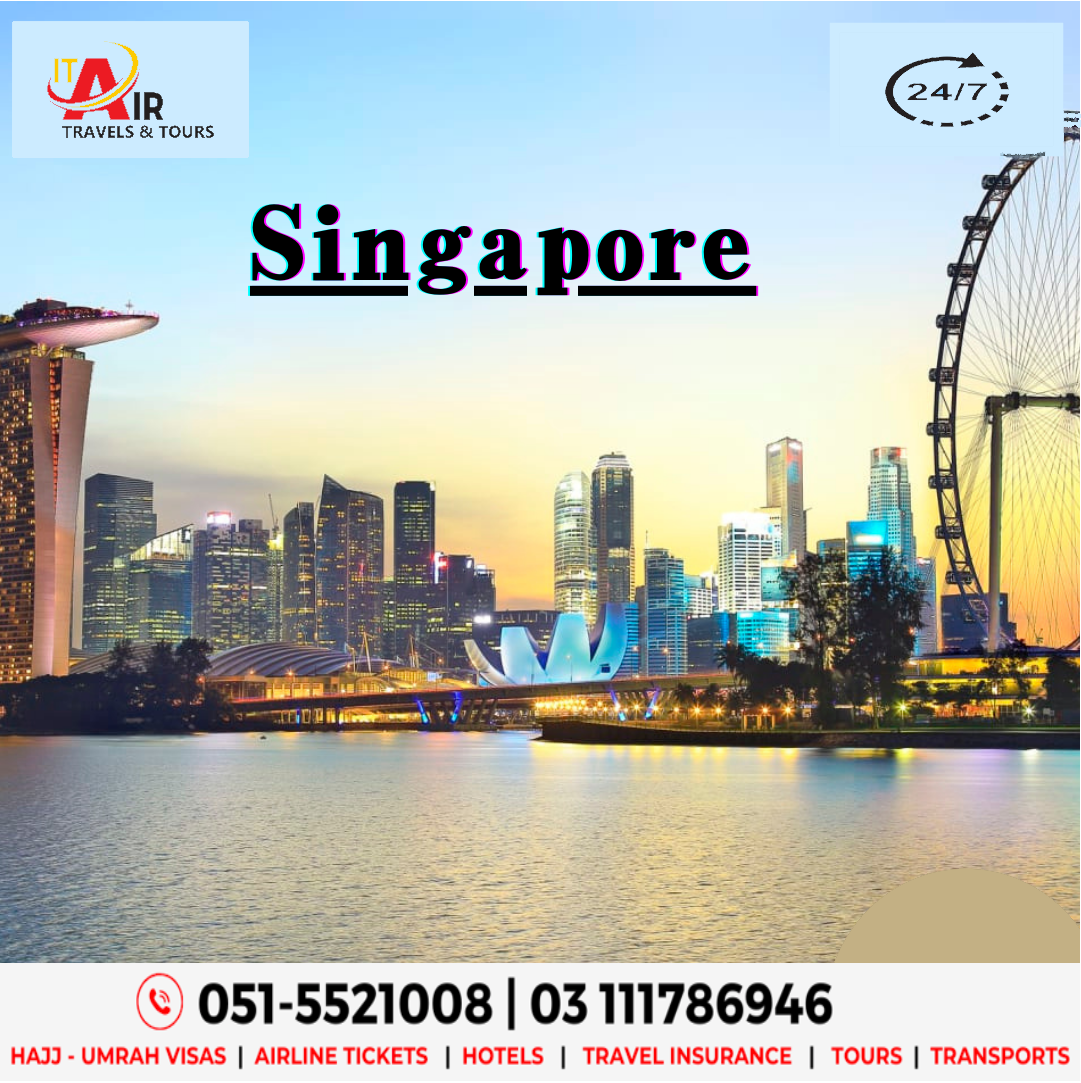 IT AIR
TRAVELS & TOURS
24/7
Singapore
051-5521008 | 03 111786946
HAJJ - UMRAH VISAS | AIRLINE TICKETS | HOTELS | TRAVEL INSURANCE | TOURS | TRANSPORTS